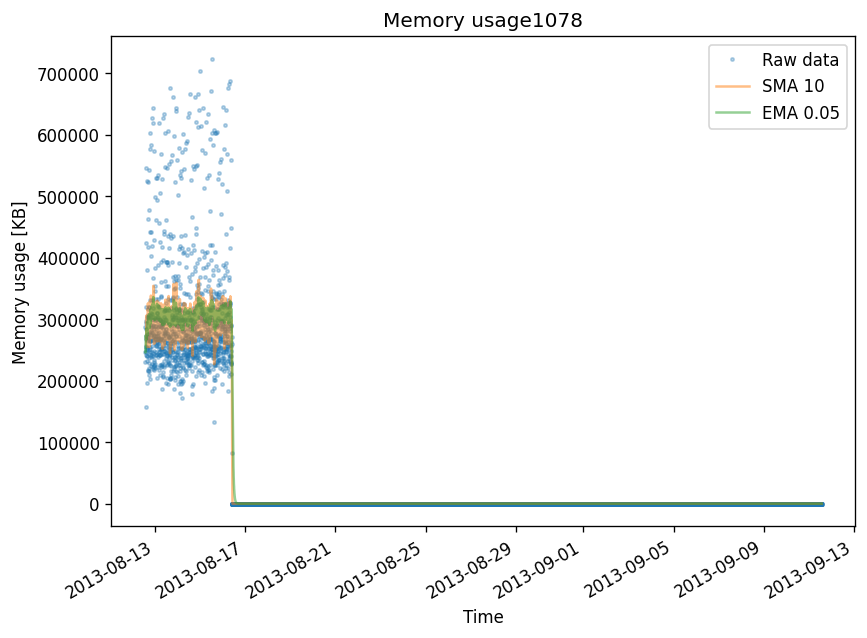 Memory usage1078
Raw data
SMA 10
EMA 0.05
Memory usage [KB]
700000
600000
500000
400000
300000
200000
100000
0
2013-08-13
2013-08-17
2013-08-21
2013-08-25
2013-08-29
2013-09-01
2013-09-05
2013-09-09
2013-09-13
Time